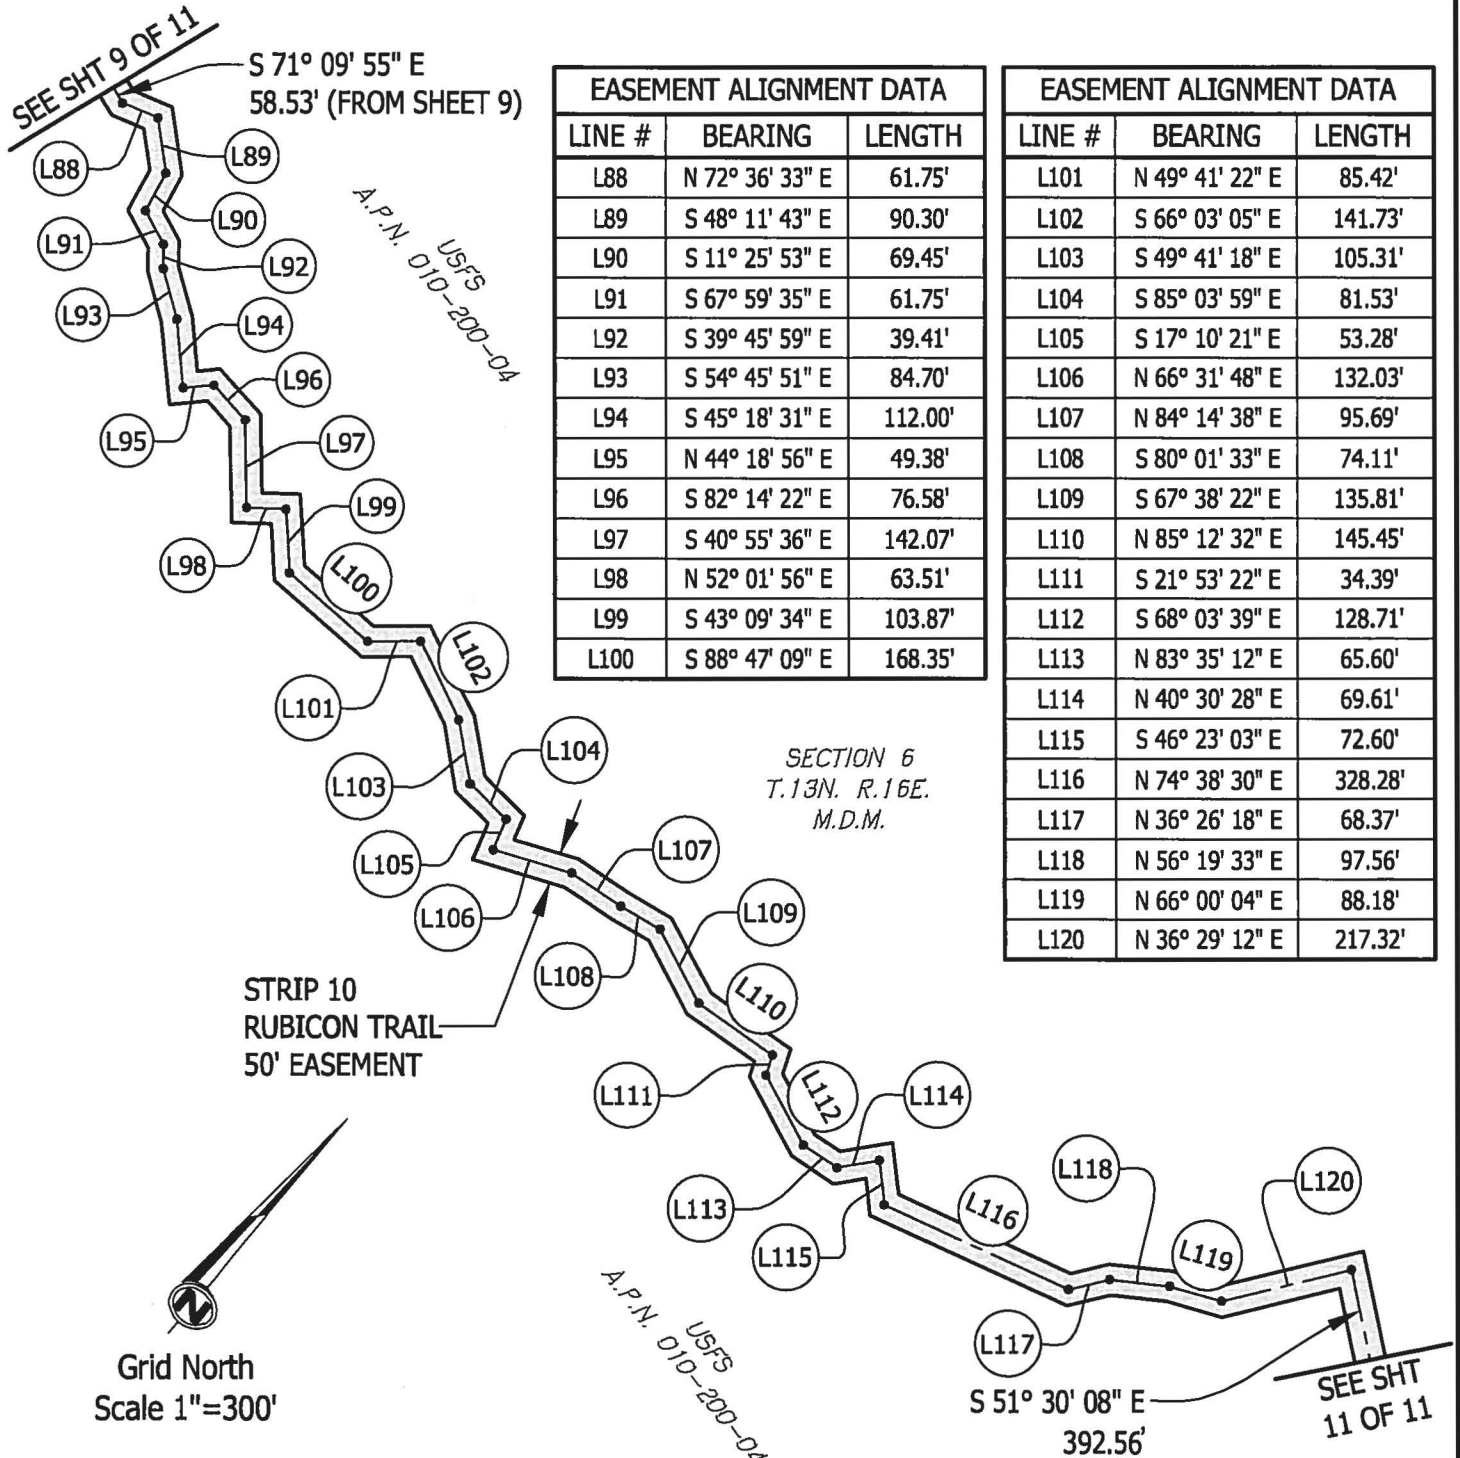 SEE SHT 9 OF 11
S 71° 09' 55" E
58.53' (FROM SHEET 9)
EASEMENT ALIGNMENT DATA
LINE # BEARING LENGTH
L88 N 72° 36' 33" E 61.75'
L89 S 48° 11' 43" E 90.30'
L90 S 11° 25' 53" E 69.45'
L91 S 67° 59' 35" E 61.75'
L92 S 39° 45' 59" E 39.41'
L93 S 54° 45' 51" E 84.70'
L94 S 45° 18' 31" E 112.00'
L95 N 44° 18' 56" E 49.38'
L96 S 82° 14' 22" E 76.58'
L97 S 40° 55' 36" E 142.07'
L98 N 52° 01' 56" E 63.51'
L99 S 43° 09' 34" E 103.87'
L100 S 88° 47' 09" E 168.35'
EASEMENT ALIGNMENT DATA
LINE # BEARING LENGTH
L101 N 49° 41' 22" E 85.42'
L102 S 66° 03' 05" E 141.73'
L103 S 49° 41' 18" E 105.31'
L104 S 85° 03' 59" E 81.53'
L105 S 17° 10' 21" E 53.28'
L106 N 66° 31' 48" E 132.03'
L107 N 84° 14' 38" E 95.69'
L108 S 80° 01' 33" E 74.11'
L109 S 67° 38' 22" E 135.81'
L110 N 85° 12' 32" E 145.45'
L111 S 21° 53' 22" E 34.39'
L112 S 68° 03' 39" E 128.71'
L113 N 83° 35' 12" E 65.60'
L114 N 40° 30' 28" E 69.61'
L115 S 46° 23' 03" E 72.60'
L116 N 74° 38' 30" E 328.28'
L117 N 36° 26' 18" E 68.37'
L118 N 56° 19' 33" E 97.56'
L119 N 66° 00' 04" E 88.18'
L120 N 36° 29' 12" E 217.32'
L88
L89
L90
L91
L92
L93
L94
L96
L95
L97
L99
L98
L100
L102
L101
L104
L103
L105
L107
L106
L109
L108
L110
L111
L112
L114
L113
L115
L116
L118
L120
L119
L117
USFS
A.P.N. 010-200-04
SECTION 6
T.13N. R.16E.
M.D.M.
STRIP 10
RUBICON TRAIL
50' EASEMENT
N
Grid North
Scale 1"=300'
USFS
A.P.N. 010-200-04
S 51° 30' 08" E
392.56'
SEE SHT
11 OF 11